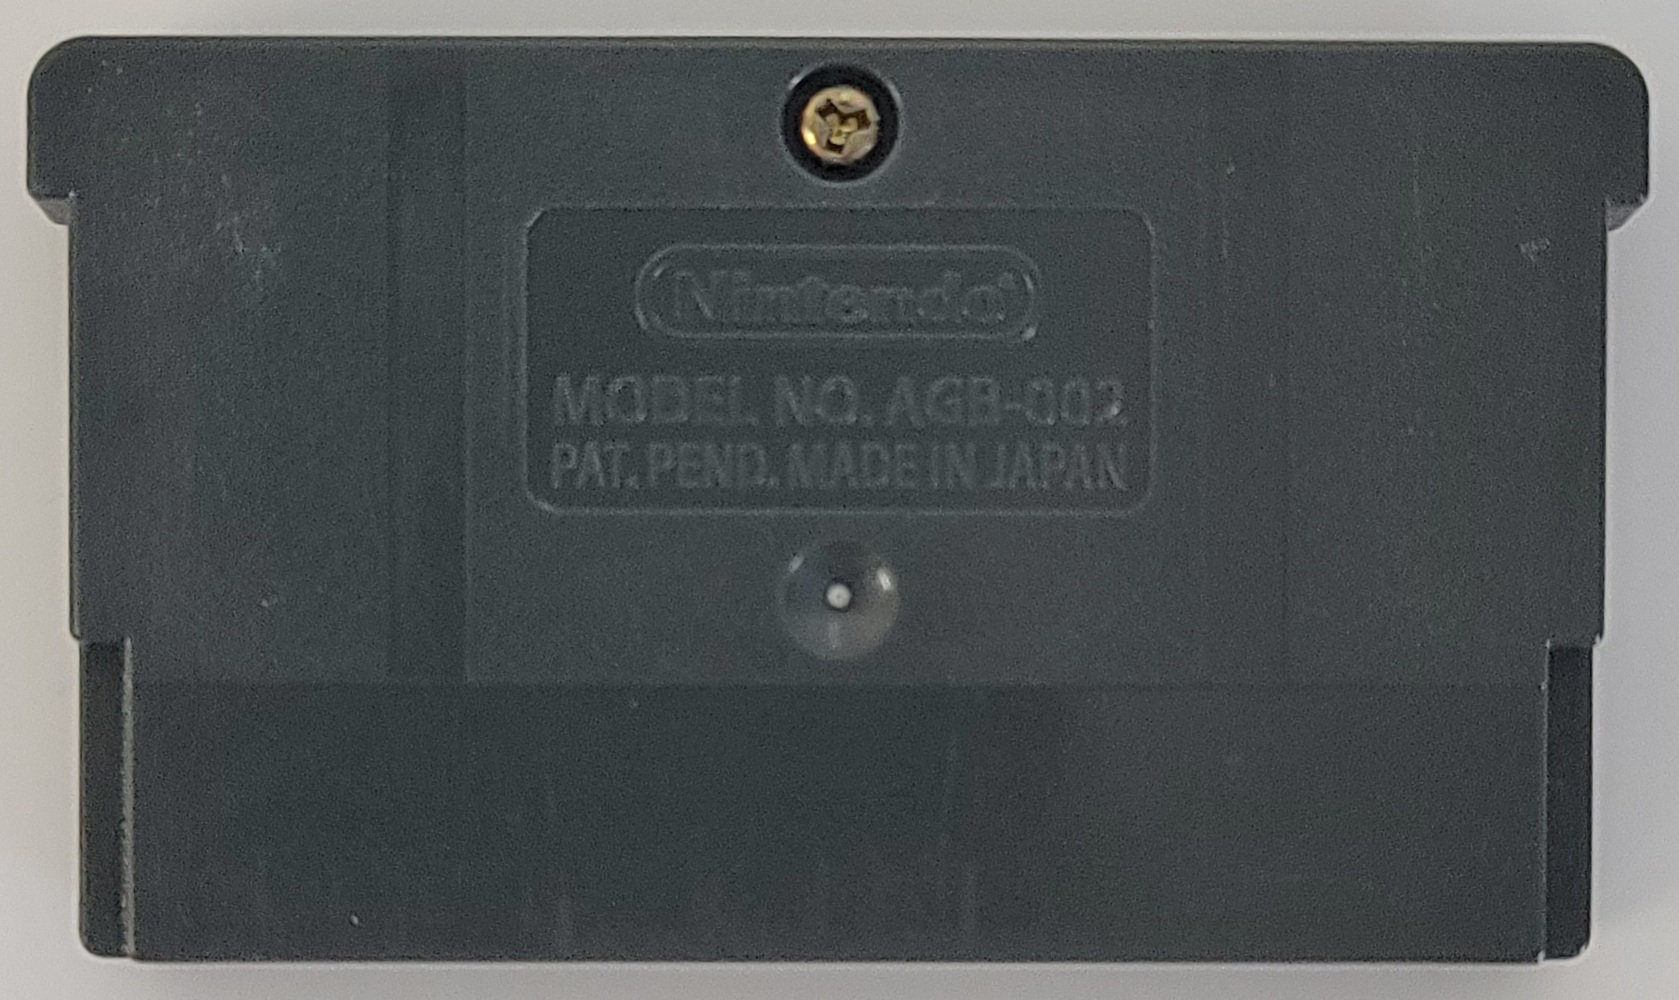 Nintendo®
MODEL NO. AGB-002
PAT. PEND. MADE IN JAPAN